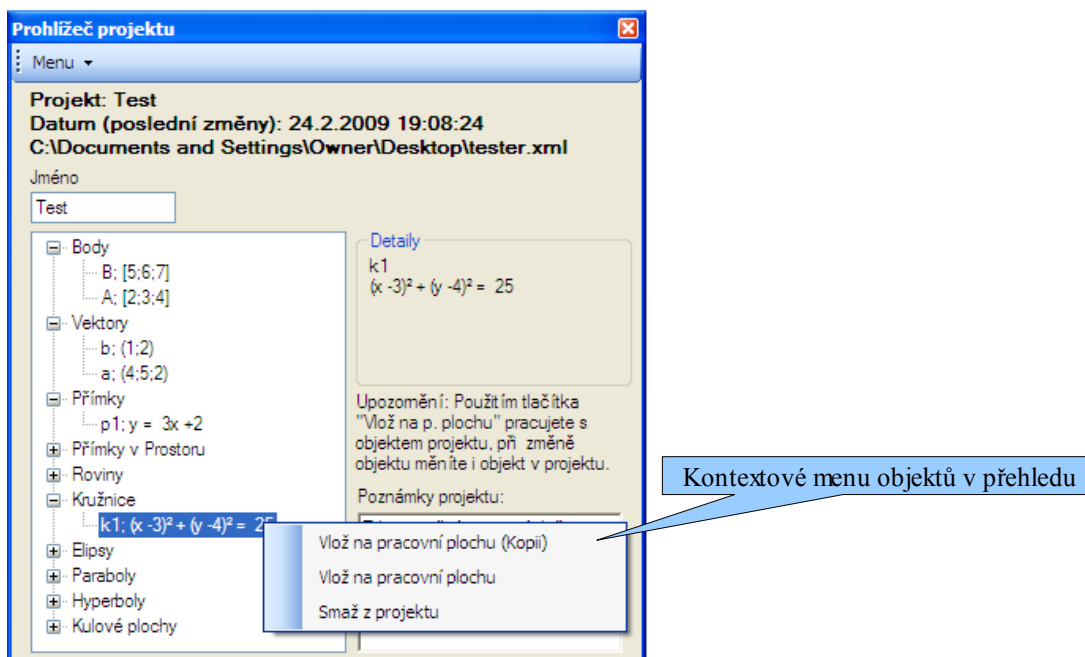 Prohlížeč projektu
Menu
Projekt: Test
Datum (poslední změny): 24.2.2009 19:08:24
C:\Documents and Settings\Owner\Desktop\tester.xml
Jméno
Test
Body
B; [5;6;7]
A; [2;3;4]
Vektory
b; (1;2)
a; (4;5;2)
Přímky
p1; y = 3x +2
Přímky v Prostoru
Roviny
Kružnice
k1; (x -3)² + (y -4)² = 25
Elipsy
Paraboly
Hyperboly
Kulové plochy
Detaily
k1
(x -3)² + (y -4)² = 25
Upozornění: Použitím tlačítka
"Vlož na p. plochu" pracujete s
objektem projektu, při změně
objektu měníte i objekt v projektu.
Poznámky projektu:
Vlož na pracovní plochu (Kopii)
Vlož na pracovní plochu
Smaž z projektu
Kontextové menu objektů v přehledu